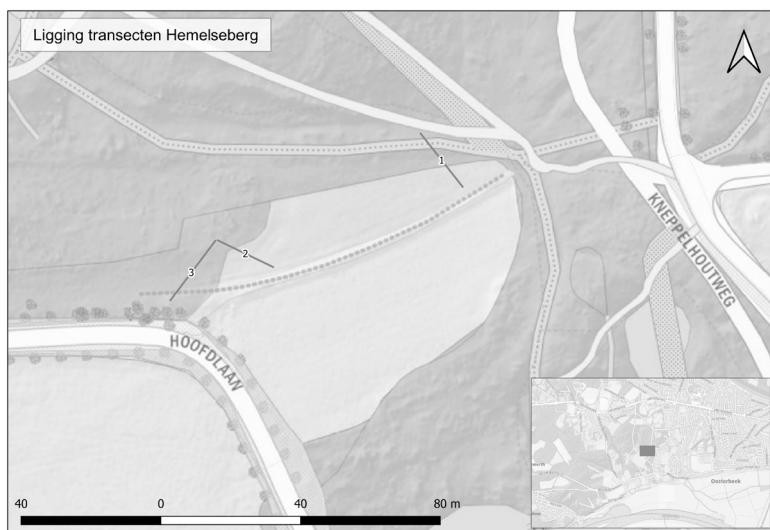 Ligging transecten Hemelseberg
1
2
3
KNEPPELHOUTWEG
HOOFDLAAN
Oosterbeek
40 0 40 80 m